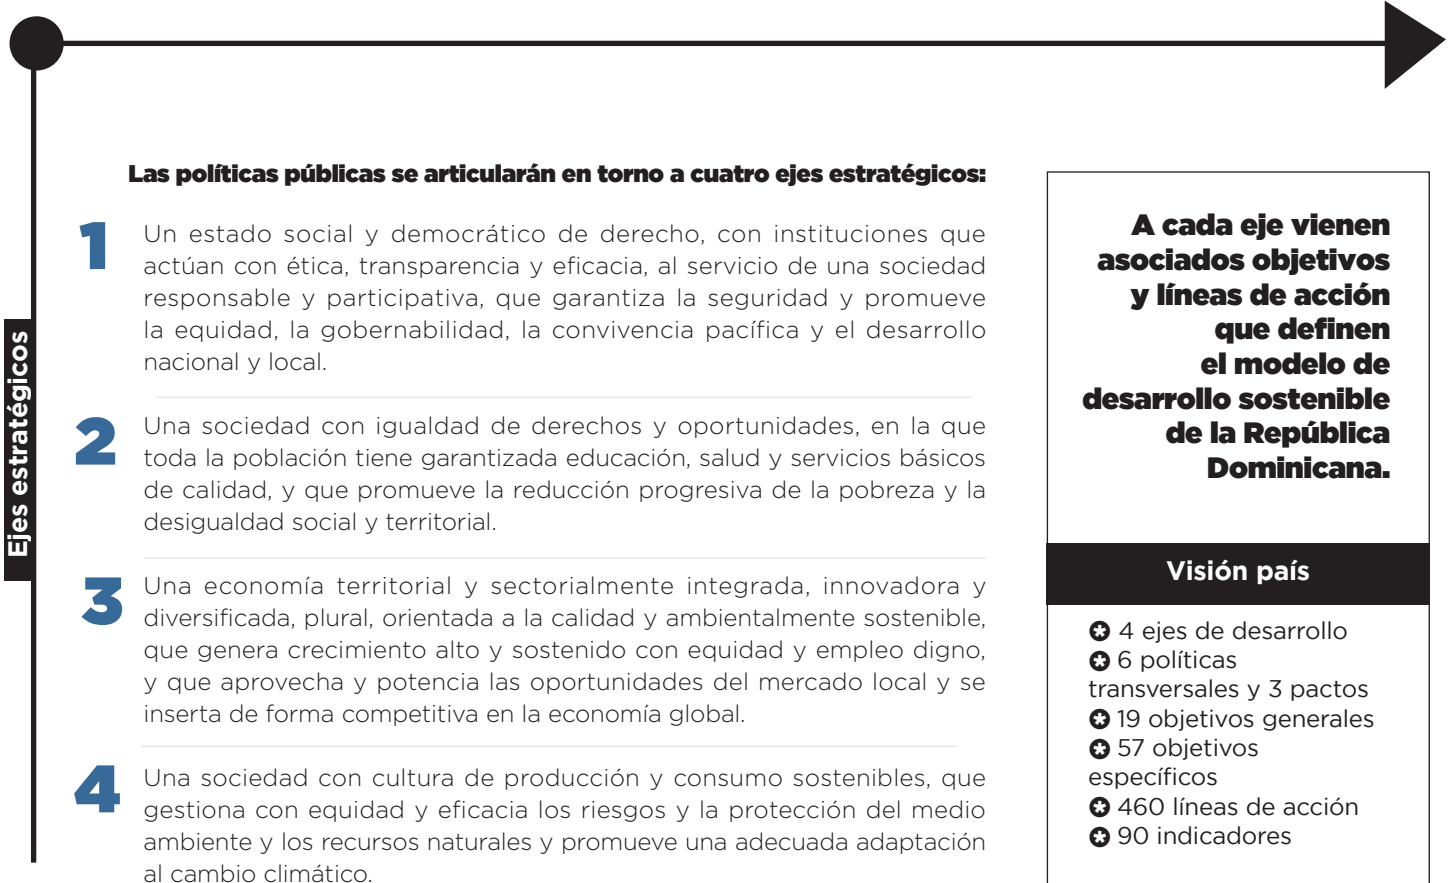 Ejes estratégicos
Las políticas públicas se articularán en torno a cuatro ejes estratégicos:
1
Un estado social y democrático de derecho, con instituciones que
actúan con ética, transparencia y eficacia, al servicio de una sociedad
responsable y participativa, que garantiza la seguridad y promueve
la equidad, la gobernabilidad, la convivencia pacífica y el desarrollo
nacional y local.
2
Una sociedad con igualdad de derechos y oportunidades, en la que
toda la población tiene garantizada educación, salud y servicios básicos
de calidad, y que promueve la reducción progresiva de la pobreza y la
desigualdad social y territorial.
3
Una economía territorial y sectorialmente integrada, innovadora y
diversificada, plural, orientada a la calidad y ambientalmente sostenible,
que genera crecimiento alto y sostenido con equidad y empleo digno,
y que aprovecha y potencia las oportunidades del mercado local y se
inserta de forma competitiva en la economía global.
4
Una sociedad con cultura de producción y consumo sostenibles, que
gestiona con equidad y eficacia los riesgos y la protección del medio
ambiente y los recursos naturales y promueve una adecuada adaptación
al cambio climático.
A cada eje vienen
asociados objetivos
y líneas de acción
que definen
el modelo de
desarrollo sostenible
de la República
Dominicana.
Visión país
✪ 4 ejes de desarrollo
✪ 6 políticas
transversales y 3 pactos
✪ 19 objetivos generales
✪ 57 objetivos
específicos
✪ 460 líneas de acción
✪ 90 indicadores